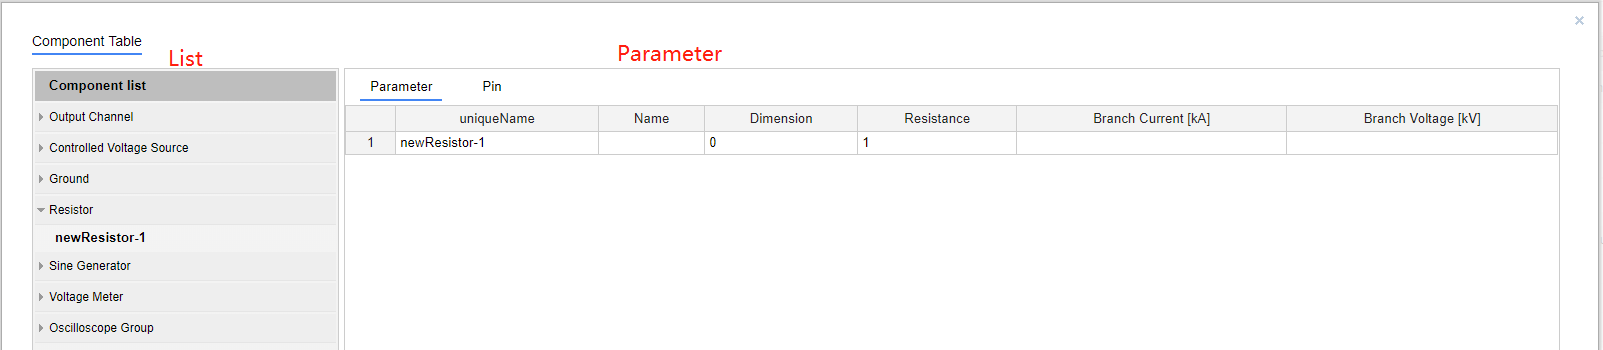 ×
Component Table
List
Parameter
Component list
Output Channel
Controlled Voltage Source
Ground
Resistor
newResistor-1
Sine Generator
Voltage Meter
Oscilloscope Group
Parameter Pin
uniqueName Name Dimension Resistance Branch Current [kA] Branch Voltage [kV]
1 newResistor-1 0 1